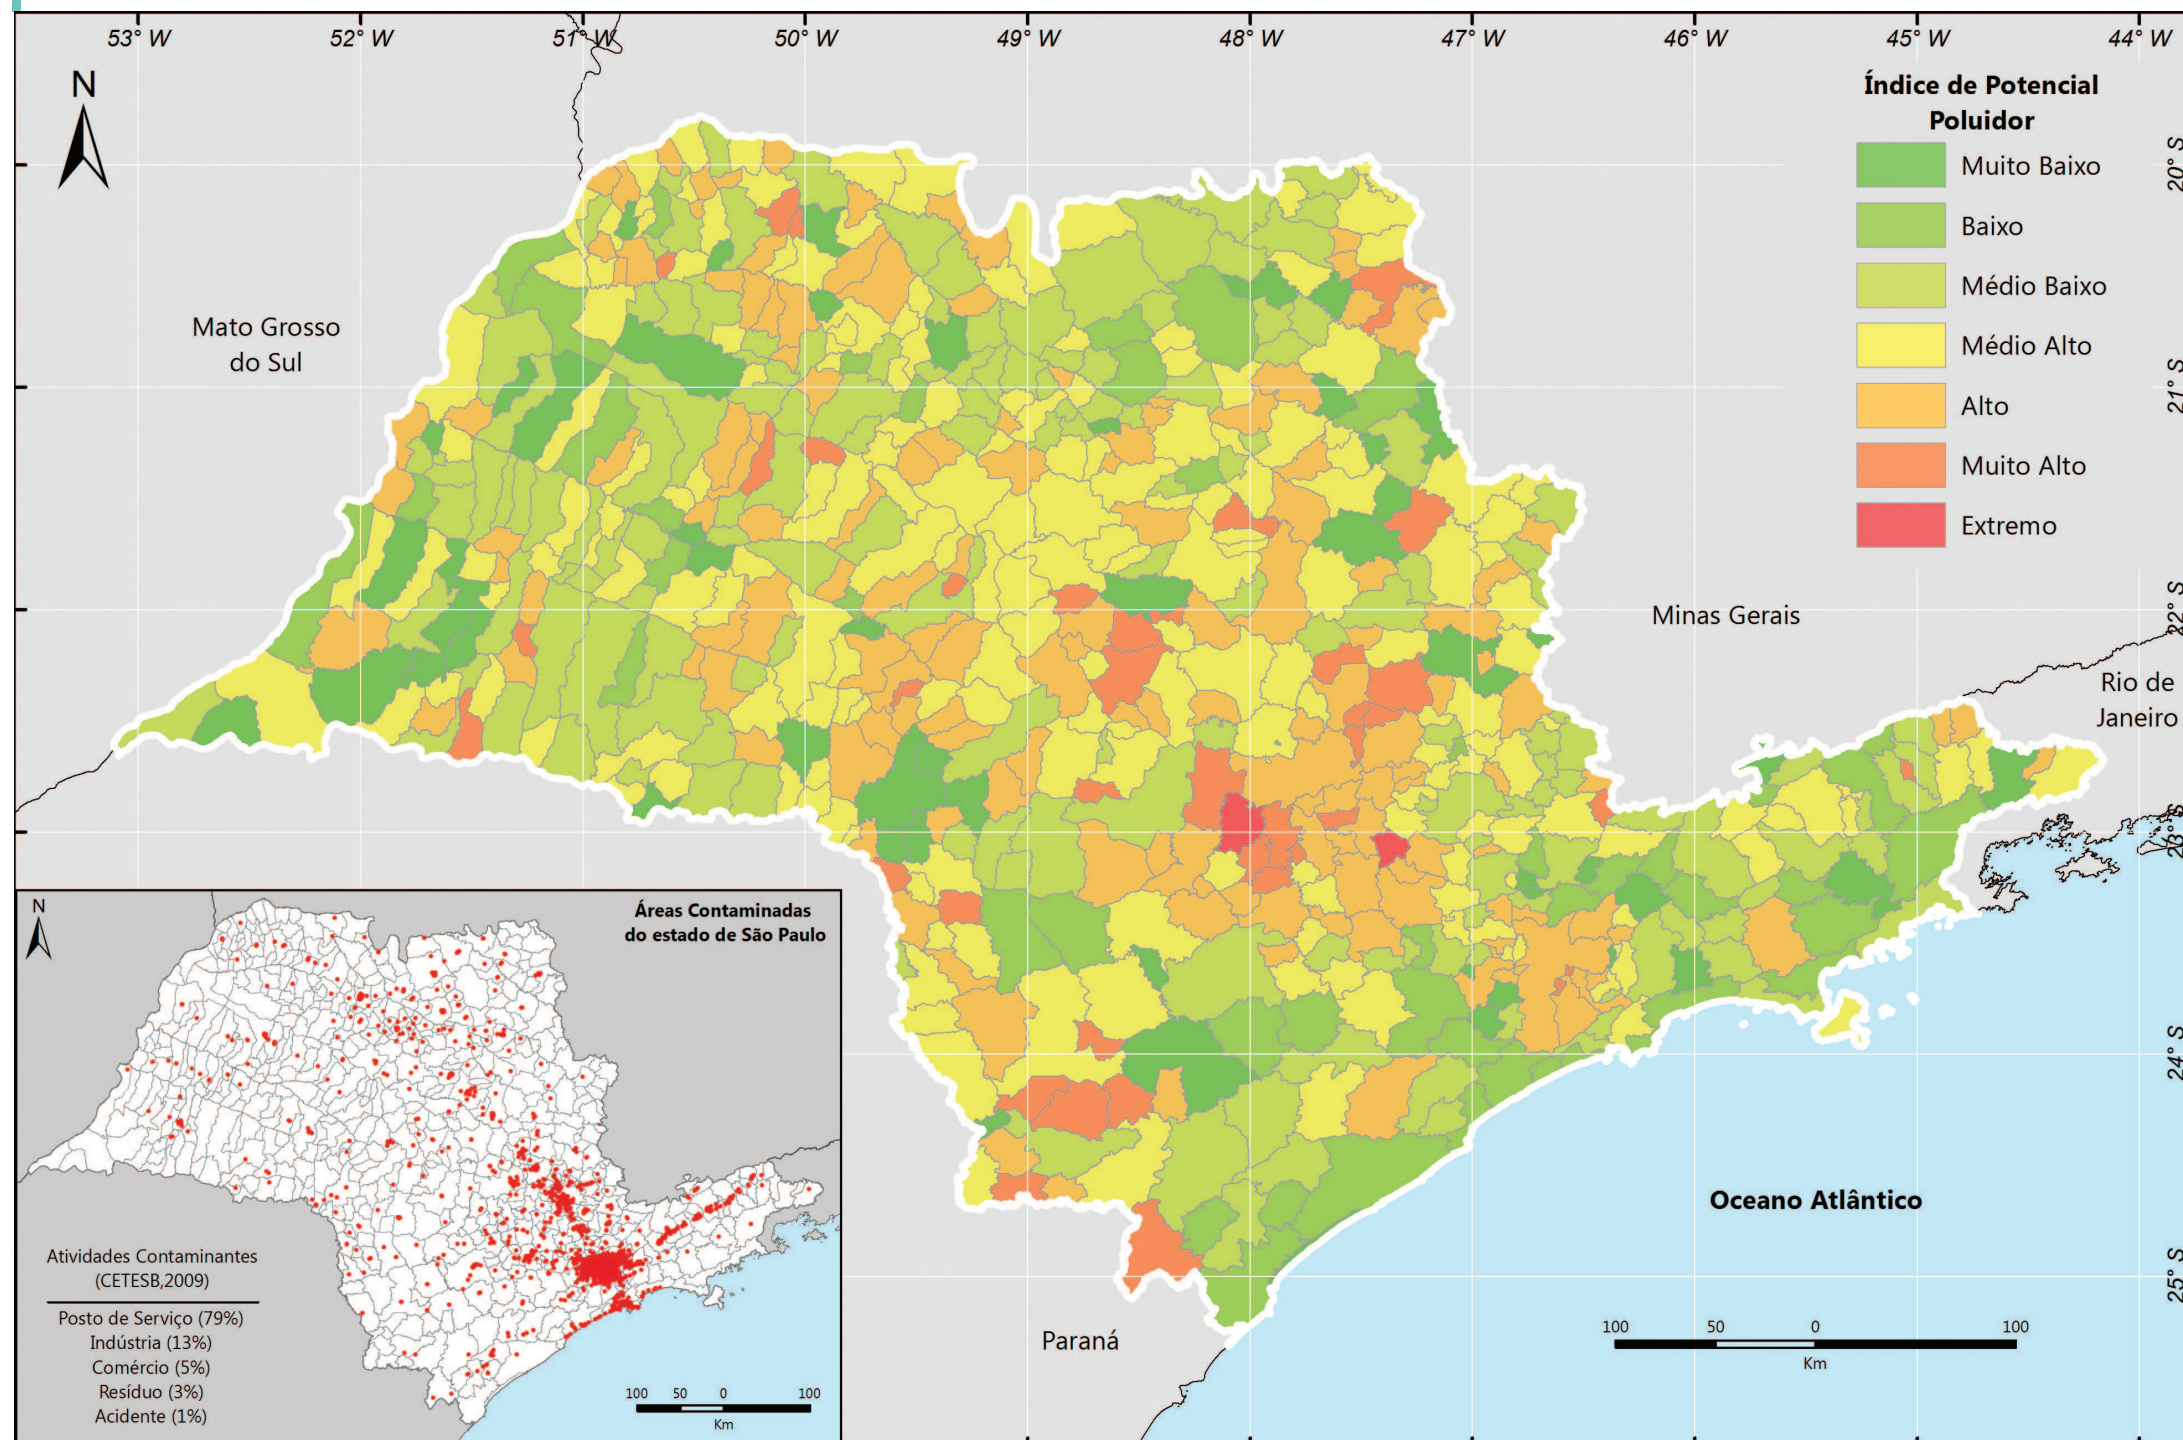 53° W
52° W
51° W
50° W
49° W
48° W
47° W
46° W
45° W
44° W
N
Índice de Potencial
Poluidor
Muito Baixo
Baixo
Médio Baixo
Médio Alto
Alto
Muito Alto
Extremo
20° S
21° S
22° S
23° S
24° S
25° S
Mato Grosso
do Sul
Minas Gerais
Rio de
Janeiro
Oceano Atlântico
Paraná
100 50 0 100
Km
N
Áreas Contaminadas
do estado de São Paulo
Atividades Contaminantes
(CETESB,2009)
Posto de Serviço (79%)
Indústria (13%)
Comércio (5%)
Resíduo (3%)
Acidente (1%)
100 50 0 100
Km